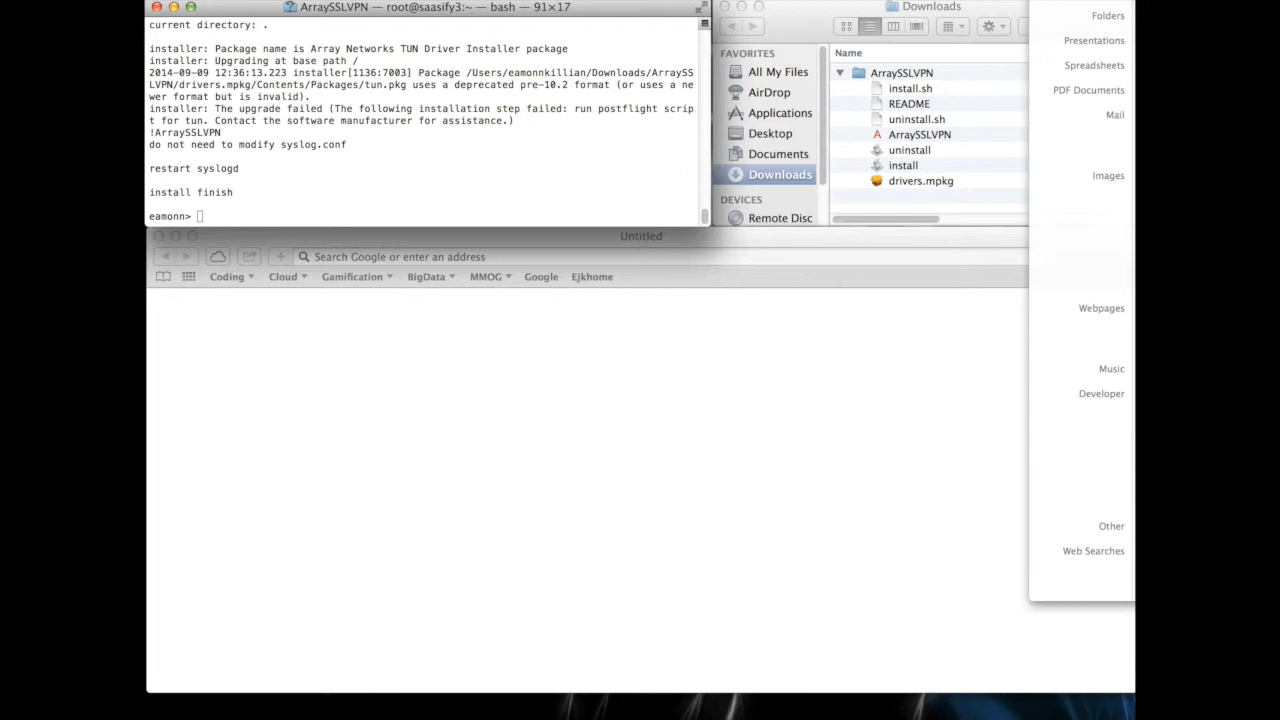 ArraySSLVPN — root@saasify3:~ — bash — 91×17
current directory: .
installer: Package name is Array Networks TUN Driver Installer package
installer: Upgrading at base path /
2014-09-09 12:36:13.223 installer[1136:7003] Package /Users/eamonnkillian/Downloads/ArraySS
LVPN/drivers.mpkg/Contents/Packages/tun.pkg uses a deprecated pre-10.2 format (or uses a ne
wer format but is invalid).
installer: The upgrade failed (The following installation step failed: run postflight scrip
t for tun. Contact the software manufacturer for assistance.)
!ArraySSLVPN
do not need to modify syslog.conf
restart syslogd
install finish
eamonn>
Downloads
FAVORITES
All My Files
AirDrop
Applications
Desktop
Documents
Downloads
DEVICES
Remote Disc
Name
ArraySSLVPN
install.sh
README
uninstall.sh
ArraySSLVPN
uninstall
install
drivers.mpkg
Folders
Presentations
Spreadsheets
PDF Documents
Mail
Images
Webpages
Music
Developer
Other
Web Searches
Untitled
Search Google or enter an address
Coding
Cloud
Gamification
BigData
MMOG
Google
Ejkhome